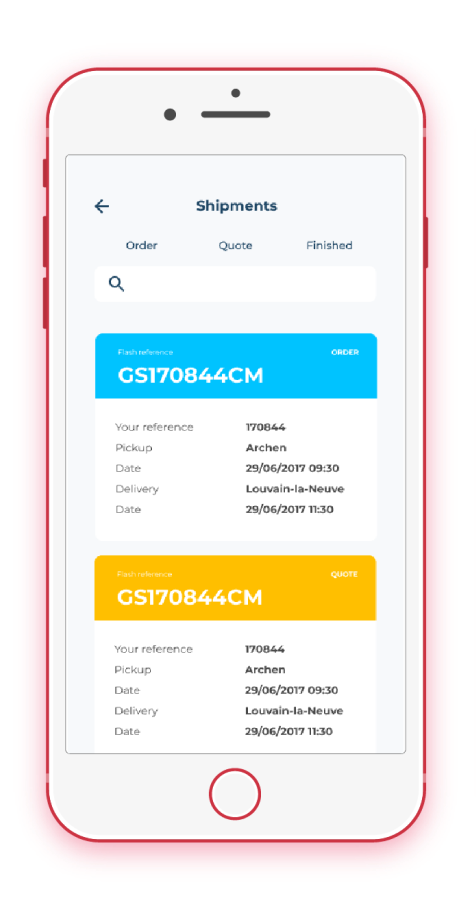 Shipments
Order Quote Finished
Flash reference ORDER
GS170844CM
Your reference 170844
Pickup Archen
Date 29/06/2017 09:30
Delivery Louvain-la-Neuve
Date 29/06/2017 11:30
Flash reference QUOTE
GS170844CM
Your reference 170844
Pickup Archen
Date 29/06/2017 09:30
Delivery Louvain-la-Neuve
Date 29/06/2017 11:30